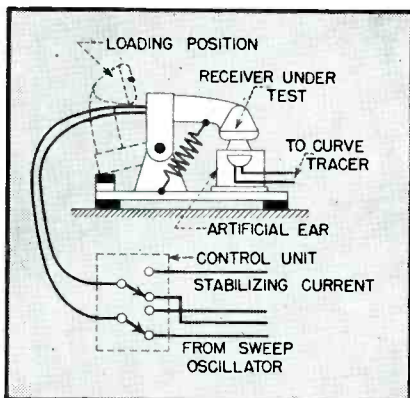 LOADING POSITION
RECEIVER UNDER
TEST
TO CURVE
TRACER
ARTIFICIAL EAR
CONTROL UNIT
STABILIZING CURRENT
FROM SWEEP
OSCILLATOR